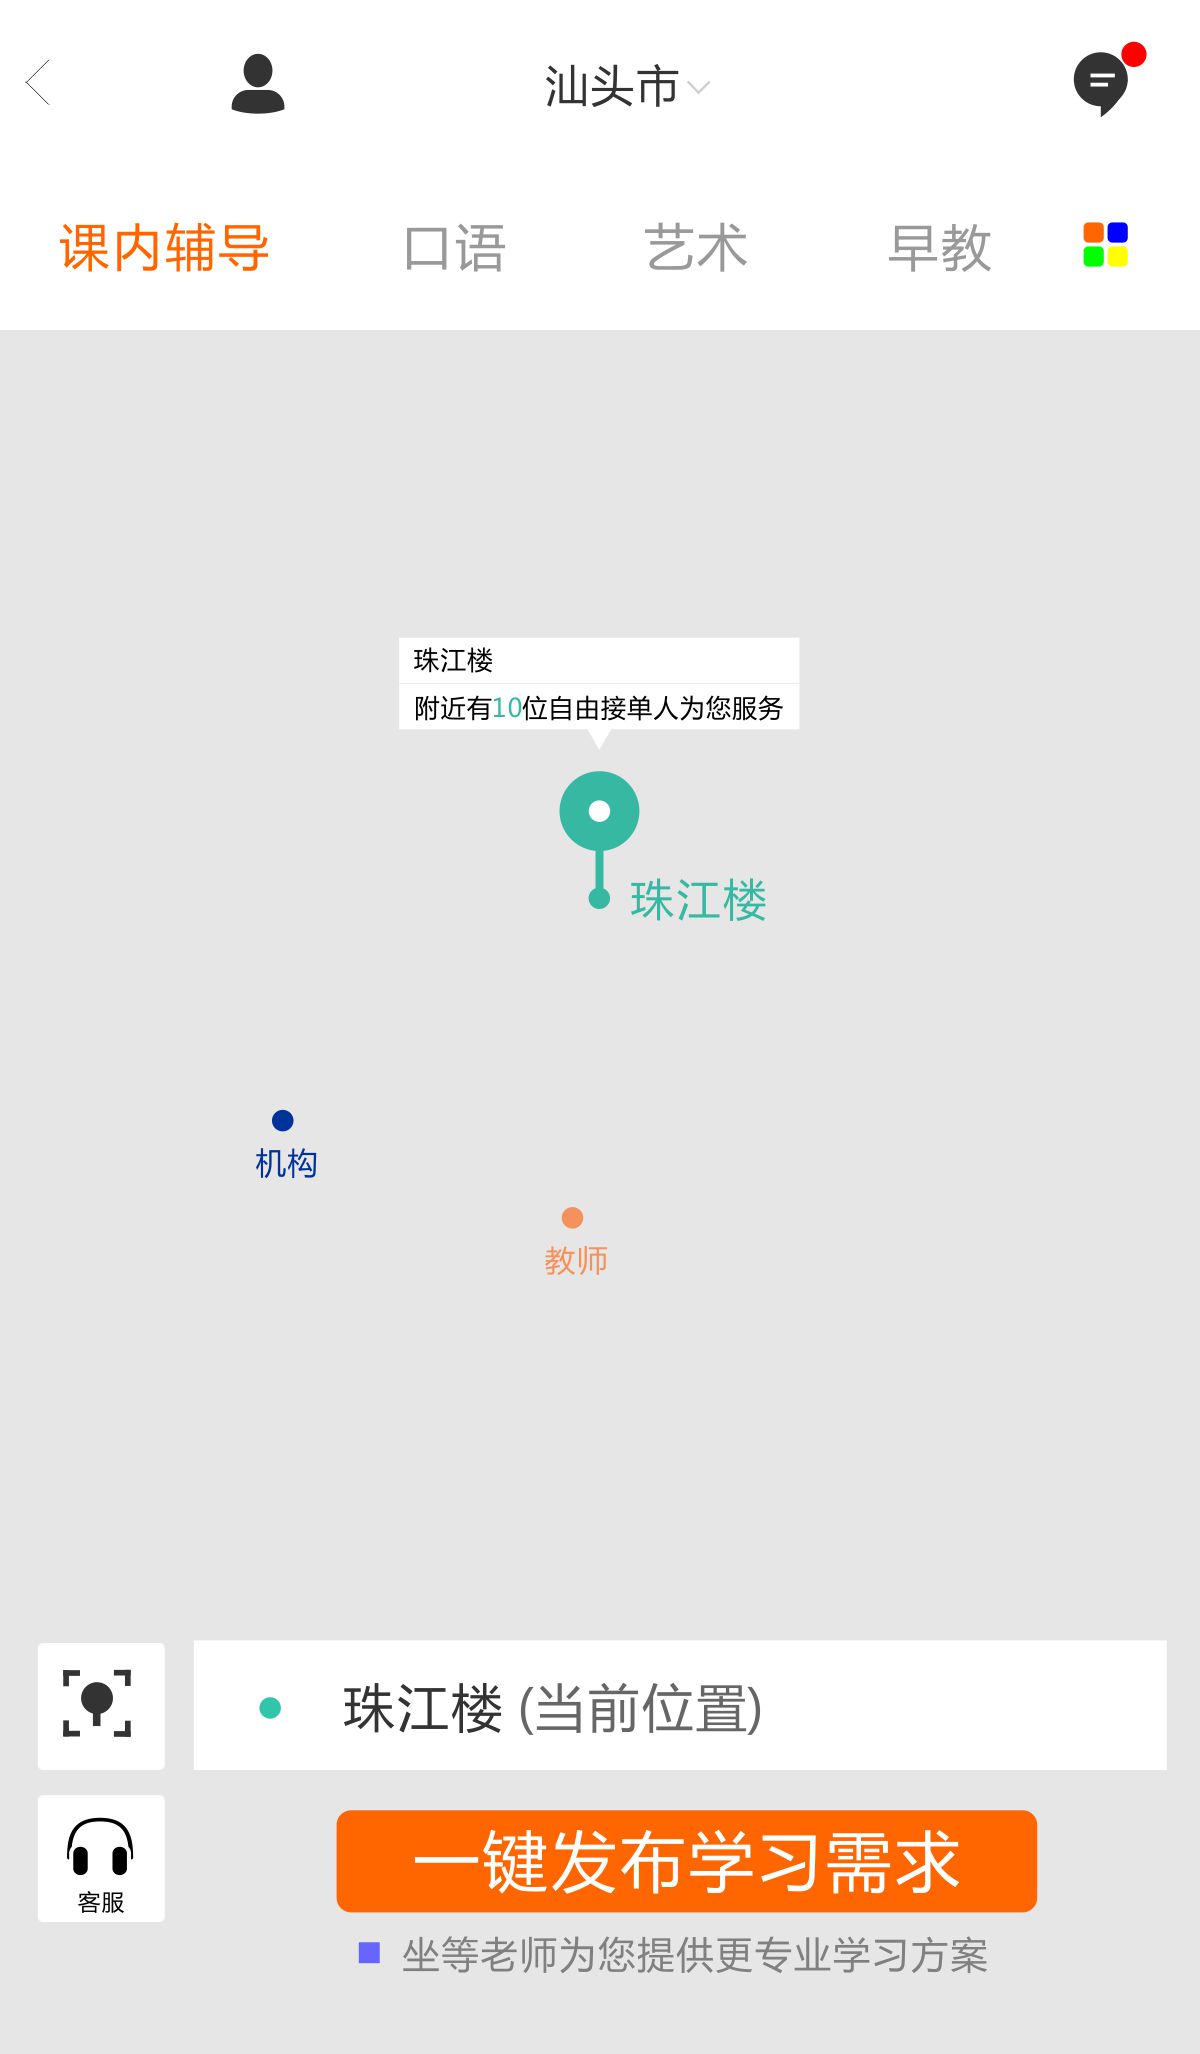 汕头市
课内辅导 口语 艺术 早教
珠江楼
附近有10位自由接单人为您服务
珠江楼
机构
教师
珠江楼 (当前位置)
客服
一键发布学习需求
坐等老师为您提供更专业学习方案